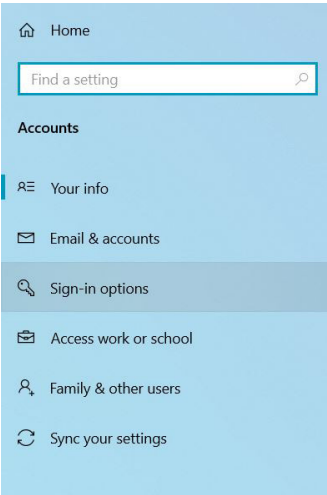 Home
Find a setting
Accounts
Your info
Email & accounts
Sign-in options
Access work or school
Family & other users
Sync your settings